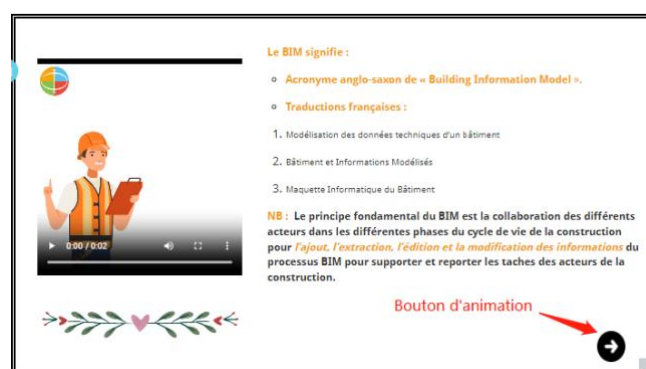 Le BIM signifie :
Acronyme anglo-saxon de « Building Information Model ».
Traductions françaises :
1. Modélisation des données techniques d'un bâtiment
2. Bâtiment et Informations Modélisés
3. Maquette Informatique du Bâtiment
NB : Le principe fondamental du BIM est la collaboration des différents
acteurs dans les différentes phases du cycle de vie de la construction
pour l'ajout, l'extraction, l'édition et la modification des informations du
processus BIM pour supporter et reporter les taches des acteurs de la
construction.
0:00 / 0:02
Bouton d'animation